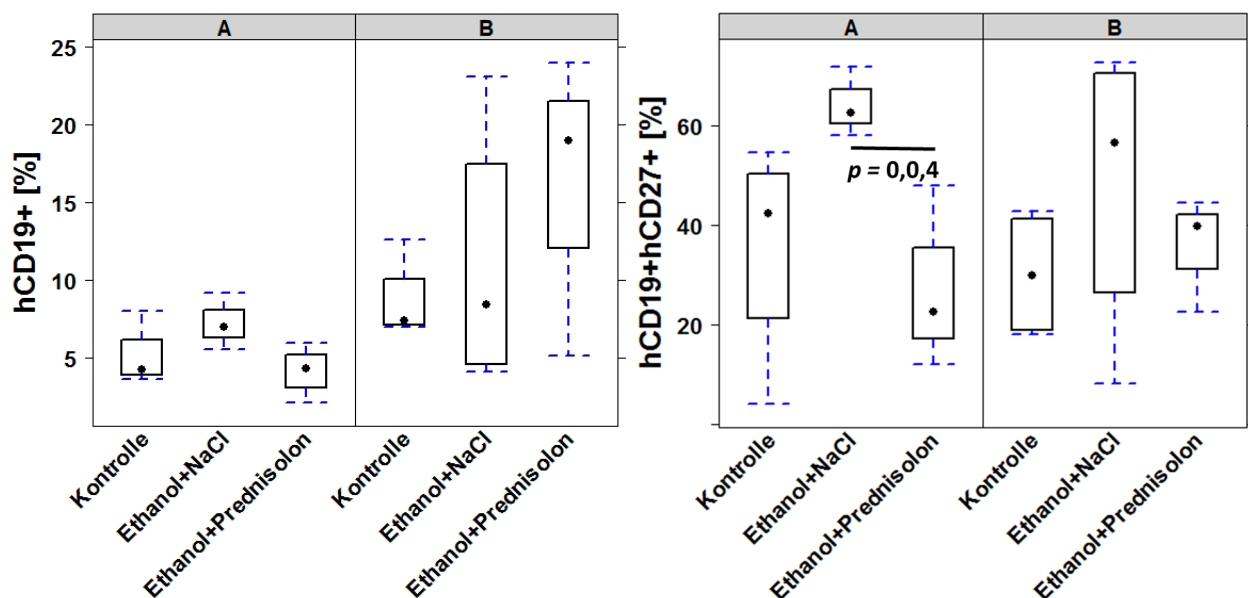 A B
25
20
15
10
5
hCD19+ [%]
Kontrolle
Ethanol+NaCl
Ethanol+Prednisolon
Kontrolle
Ethanol+NaCl
Ethanol+Prednisolon
A B
60
40
20
hCD19+hCD27+ [%]
p = 0,0,4
Kontrolle
Ethanol+NaCl
Ethanol+Prednisolon
Kontrolle
Ethanol+NaCl
Ethanol+Prednisolon